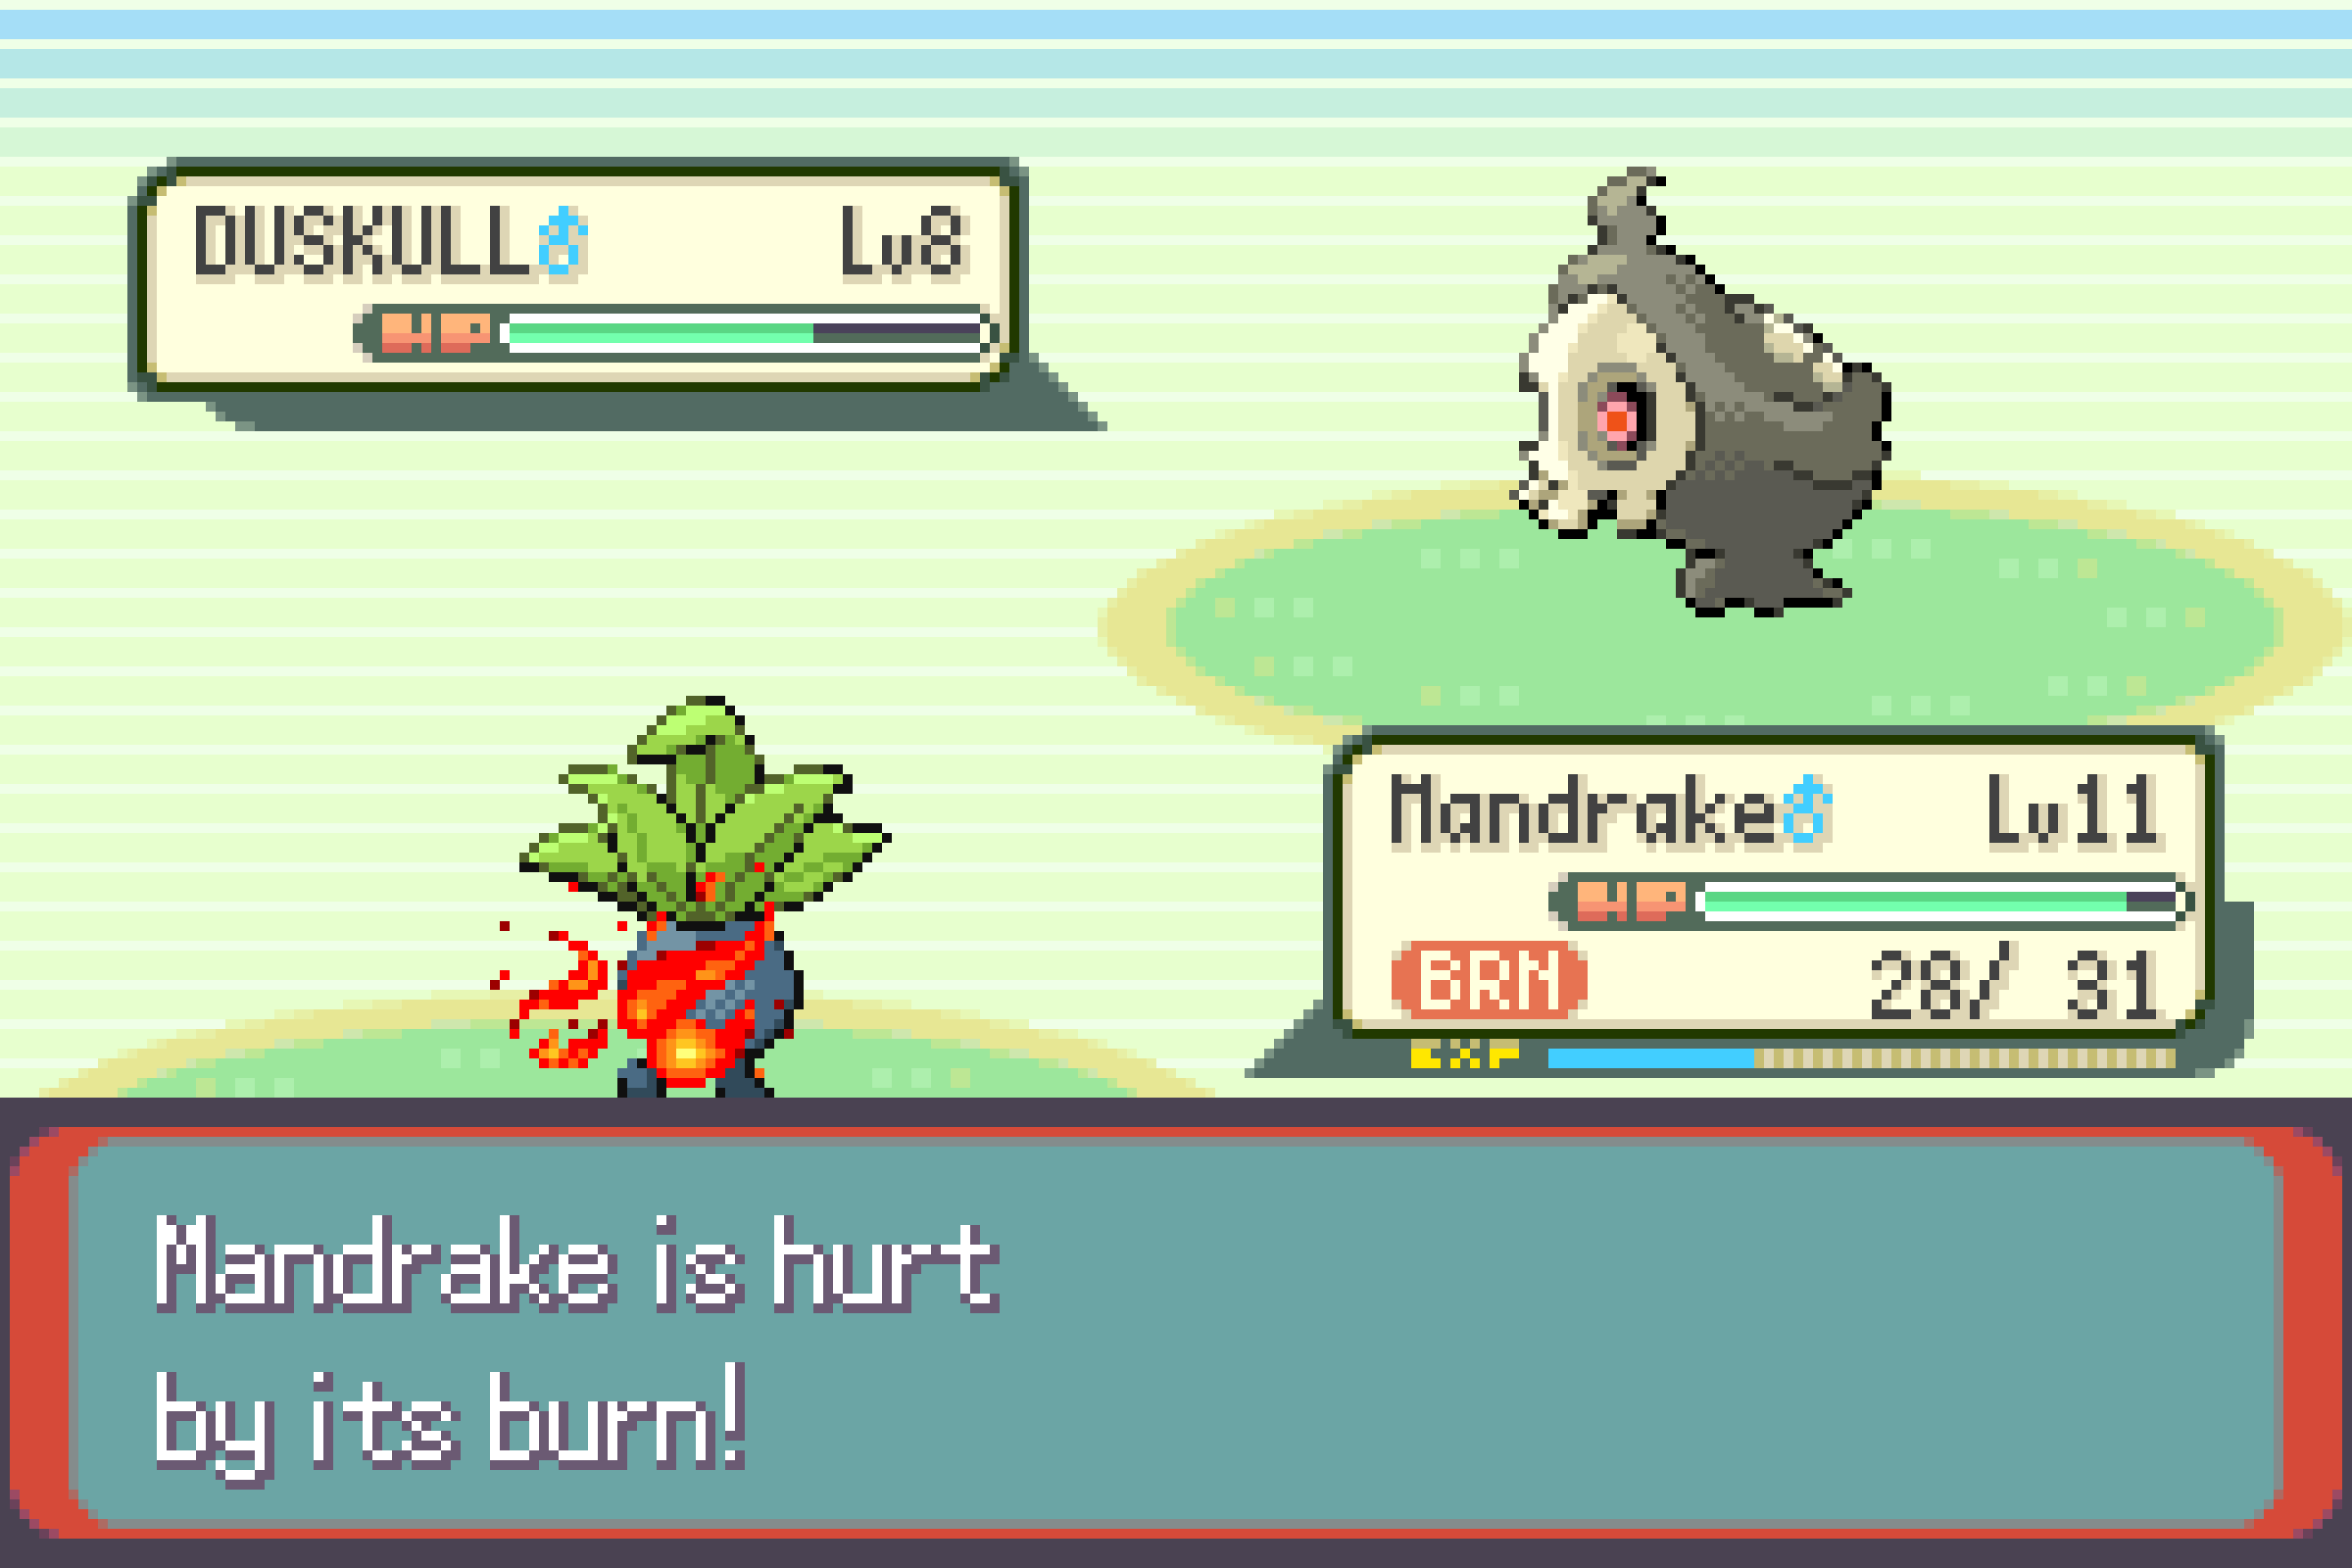 DUSKULL♂ Lv8
HP
Mandrake♂ Lv11
HP
BRN 28/ 31
EXP
Mandrake is hurt
by its burn!